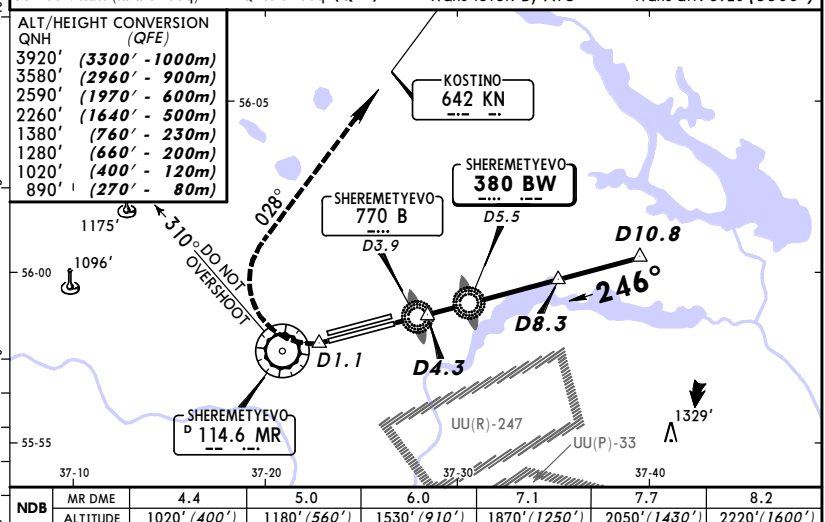 ALT/HEIGHT CONVERSION
QNH (QFE)
3920' (3300' -1000m)
3580' (2960' - 900m)
2590' (1970' - 600m)
2260' (1640' - 500m)
1380' (760' - 230m)
1280' (660' - 200m)
1020' (400' - 120m)
890' (270' - 80m)
56-05
KOSTINO
642 KN
SHEREMETYEVO
380 BW
D5.5
SHEREMETYEVO
770 B
D3.9
028°
1175'
310° DO NOT
OVERSHOOT
56-00
1096'
D10.8
246°
D8.3
D4.3
D1.1
SHEREMETYEVO
D 114.6 MR
UU(R)-247
UU(P)-33
1329'
55-55
37-10 37-20 37-30 37-40
NDB
MR DME 4.4 5.0 6.0 7.1 7.7 8.2
ALTITUDE 1020' (400') 1180' (560') 1530' (910') 1870' (1250') 2050' (1430') 2220' (1600')